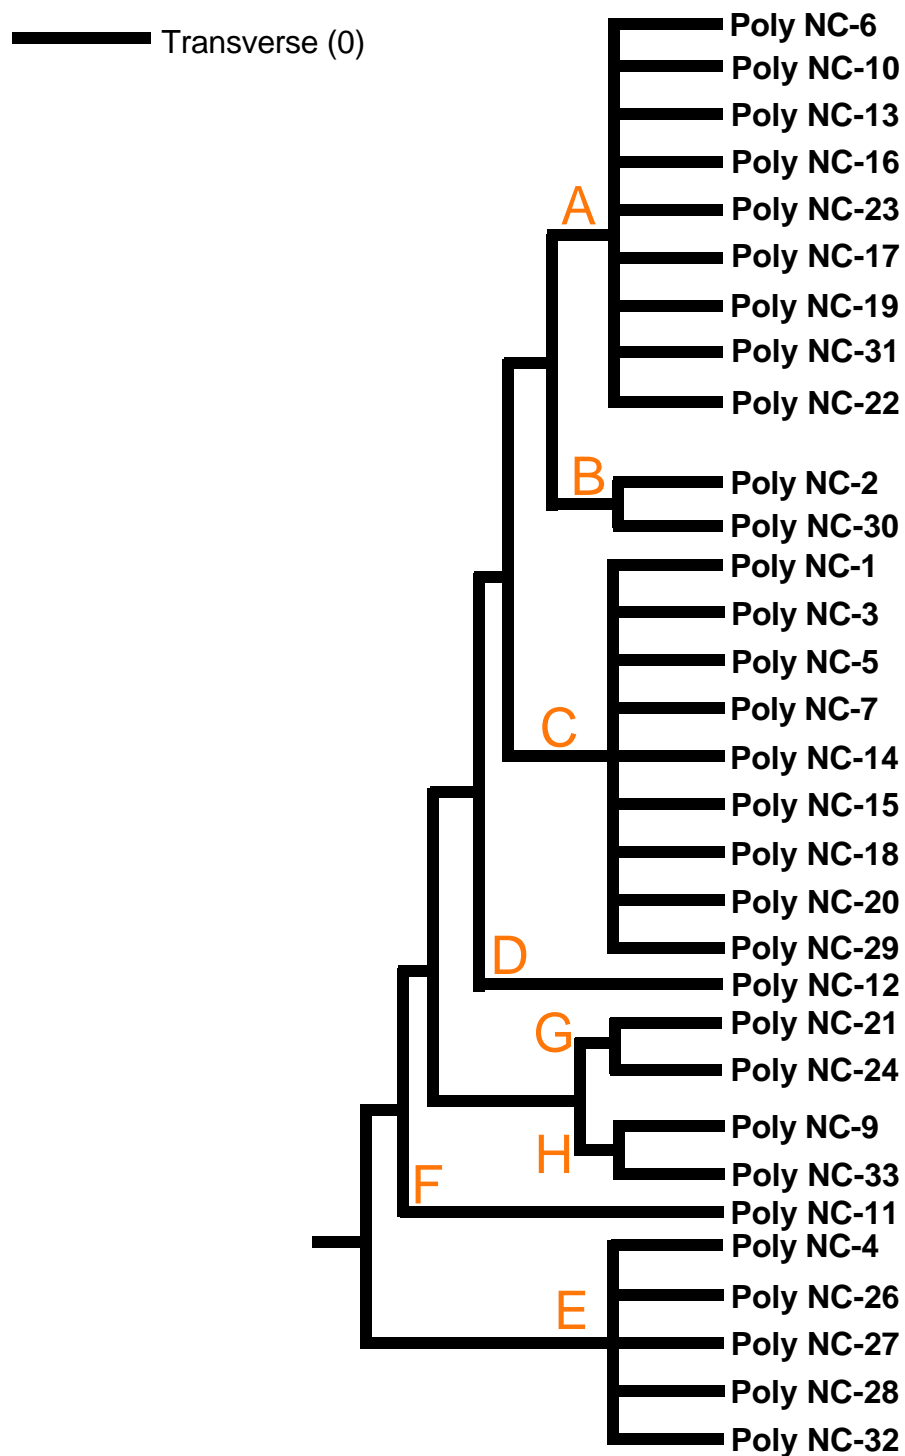 Transverse (0)
Poly NC-6
Poly NC-10
Poly NC-13
Poly NC-16
A
Poly NC-23
Poly NC-17
Poly NC-19
Poly NC-31
Poly NC-22
B
Poly NC-2
Poly NC-30
Poly NC-1
Poly NC-3
Poly NC-5
Poly NC-7
C
Poly NC-14
Poly NC-15
Poly NC-18
Poly NC-20
Poly NC-29
D
Poly NC-12
Poly NC-21
G
Poly NC-24
Poly NC-9
H
Poly NC-33
F
Poly NC-11
Poly NC-4
Poly NC-26
E
Poly NC-27
Poly NC-28
Poly NC-32